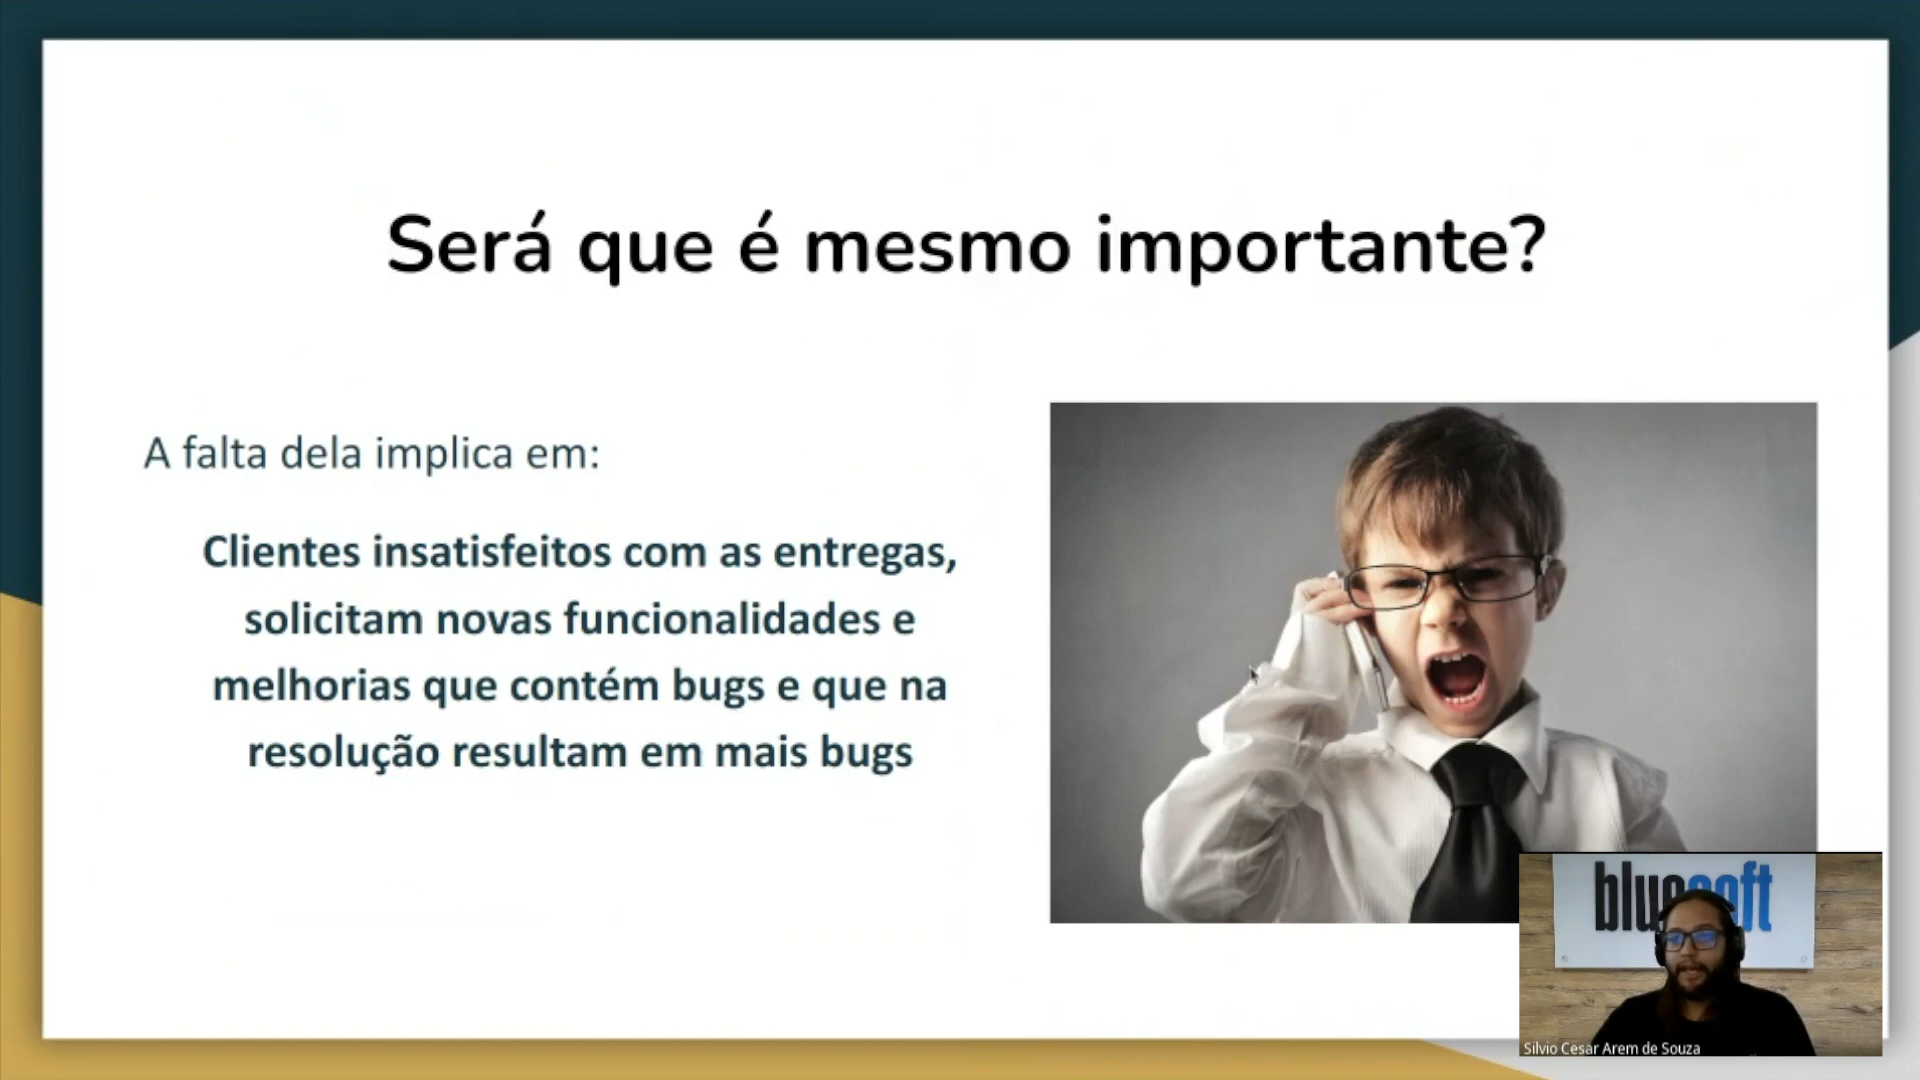 Será que é mesmo importante?
A falta dela implica em:
Clientes insatisfeitos com as entregas,
solicitam novas funcionalidades e
melhorias que contém bugs e que na
resolução resultam em mais bugs
bluesoft
Silvio Cesar Arem de Souza